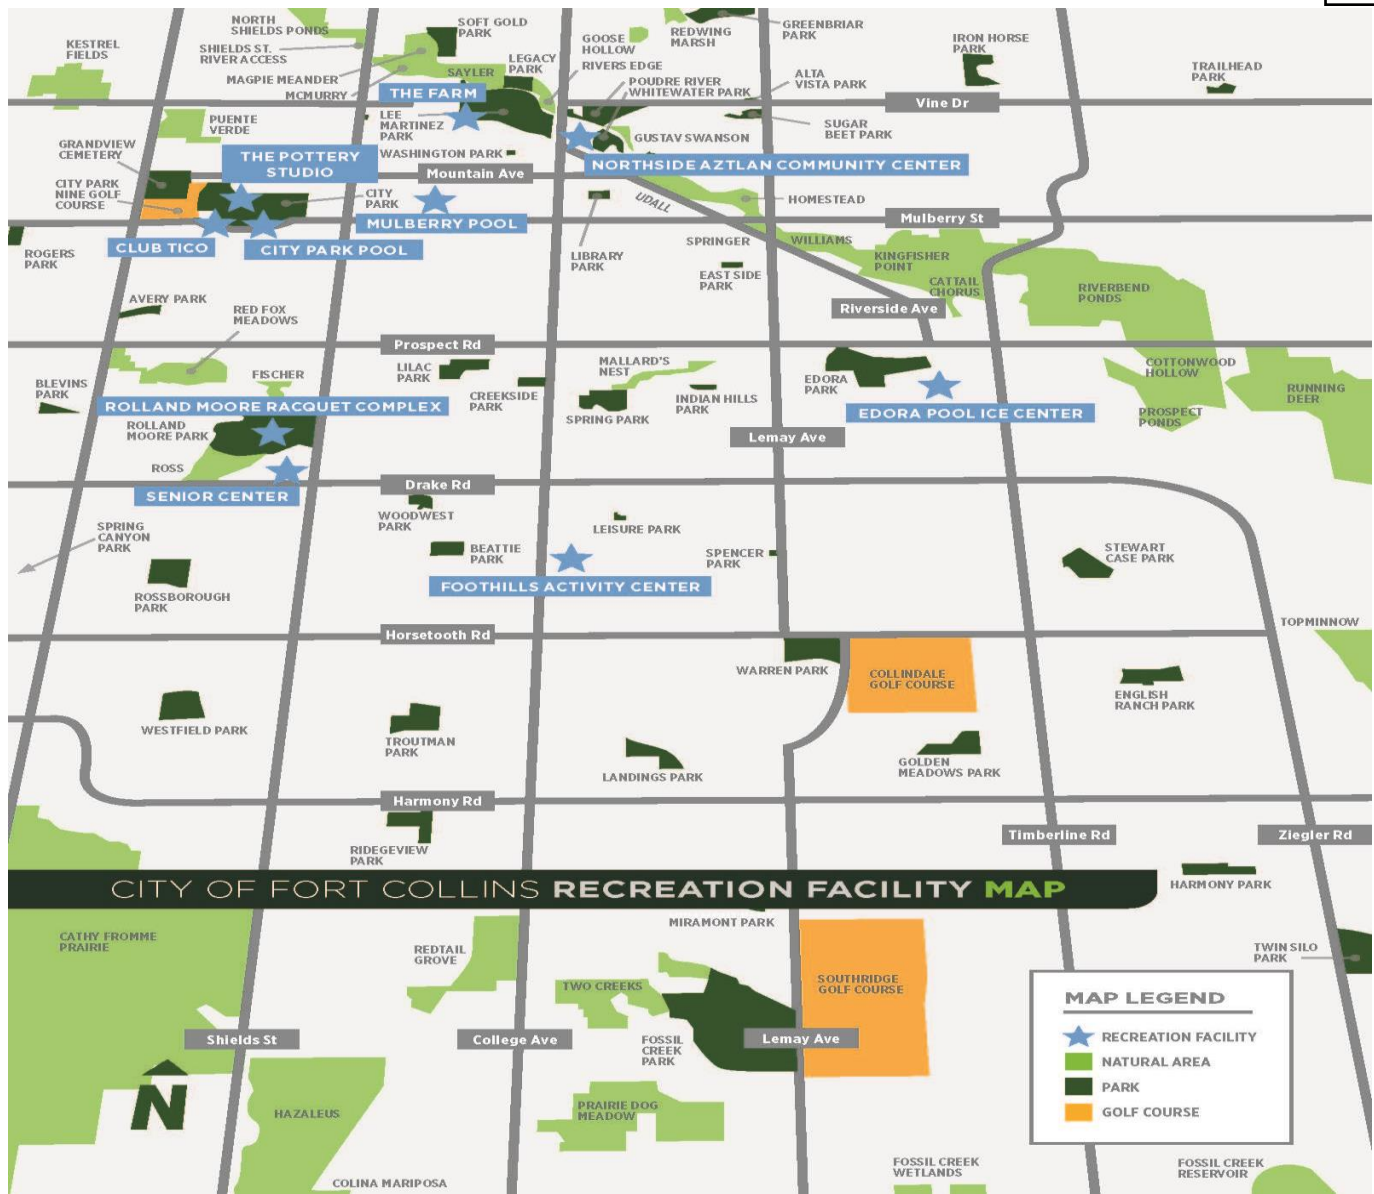 NORTH
SHIELDS PONDS
SOFT GOLD
PARK
GREENBRIAR
PARK
KESTREL
FIELDS
SHIELDS ST.
RIVER ACCESS
GOOSE
HOLLOW
REDWING
MARSH
IRON HORSE
PARK
LEGACY
PARK
RIVERS EDGE
MAGPIE MEANDER
SAYLER
MCMURRY
THE FARM
POUDRE RIVER
WHITEWATER PARK
ALTA
VISTA PARK
TRAILHEAD
PARK
Vine Dr
PUENTE
VERDE
LEE
MARTINEZ
PARK
SUGAR
BEET PARK
GUSTAV SWANSON
GRANDVIEW
CEMETERY
THE POTTERY
STUDIO
WASHINGTON PARK
Mountain Ave
NORTHSIDE AZTLAN COMMUNITY CENTER
CITY PARK
NINE GOLF
COURSE
CITY
PARK
UDALL
HOMESTEAD
MULBERRY POOL
Mulberry St
CLUB TICO
CITY PARK POOL
ROGERS
PARK
LIBRARY
PARK
SPRINGER
WILLIAMS
KINGFISHER
POINT
EAST SIDE
PARK
CATTAIL
CHORUS
RIVERBEND
PONDS
AVERY PARK
RED FOX
MEADOWS
Riverside Ave
Prospect Rd
BLEVINS
PARK
FISCHER
LILAC
PARK
CREEKSIDE
PARK
MALLARD'S
NEST
SPRING PARK
INDIAN HILLS
PARK
EDORA
PARK
EDORA POOL ICE CENTER
COTTONWOOD
HOLLOW
PROSPECT
PONDS
RUNNING
DEER
ROLLAND MOORE RACQUET COMPLEX
ROLLAND
MOORE PARK
Lemay Ave
ROSS
SENIOR CENTER
Drake Rd
WOODWEST
PARK
LEISURE PARK
SPRING
CANYON
PARK
BEATTIE
PARK
SPENCER
PARK
STEWART
CASE PARK
FOOTHILLS ACTIVITY CENTER
ROSSBOROUGH
PARK
Horsetooth Rd
TOPMINNOW
WARREN PARK
COLLINDALE
GOLF COURSE
ENGLISH
RANCH PARK
WESTFIELD PARK
TROUTMAN
PARK
LANDINGS PARK
GOLDEN
MEADOWS PARK
Harmony Rd
RIDGEVIEW
PARK
Timberline Rd
Ziegler Rd
HARMONY PARK
CITY OF FORT COLLINS RECREATION FACILITY MAP
MIRAMONT PARK
CATHY FROMME
PRAIRIE
REDTAIL
GROVE
TWIN SILO
PARK
TWO CREEKS
SOUTHRIDGE
GOLF COURSE
Shields St
College Ave
FOSSIL
CREEK
PARK
Lemay Ave
MAP LEGEND
RECREATION FACILITY
NATURAL AREA
PARK
GOLF COURSE
N
HAZALEUS
PRAIRIE DOG
MEADOW
COLINA MARIPOSA
FOSSIL CREEK
WETLANDS
FOSSIL CREEK
RESERVOIR